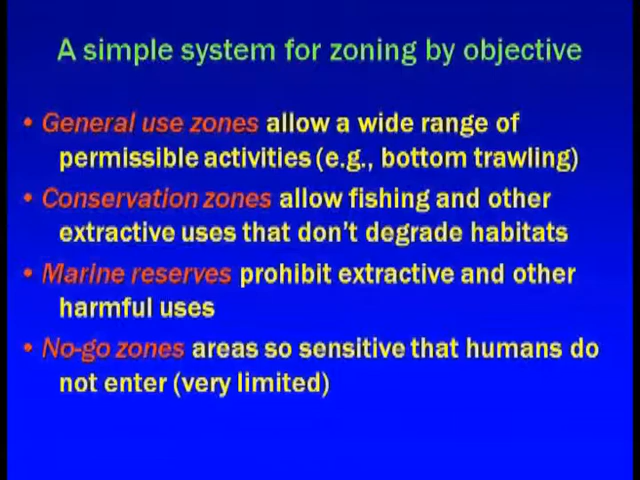 A simple system for zoning by objective
• General use zones allow a wide range of
permissible activities (e.g., bottom trawling)
• Conservation zones allow fishing and other
extractive uses that don't degrade habitats
• Marine reserves prohibit extractive and other
harmful uses
• No-go zones areas so sensitive that humans do
not enter (very limited)